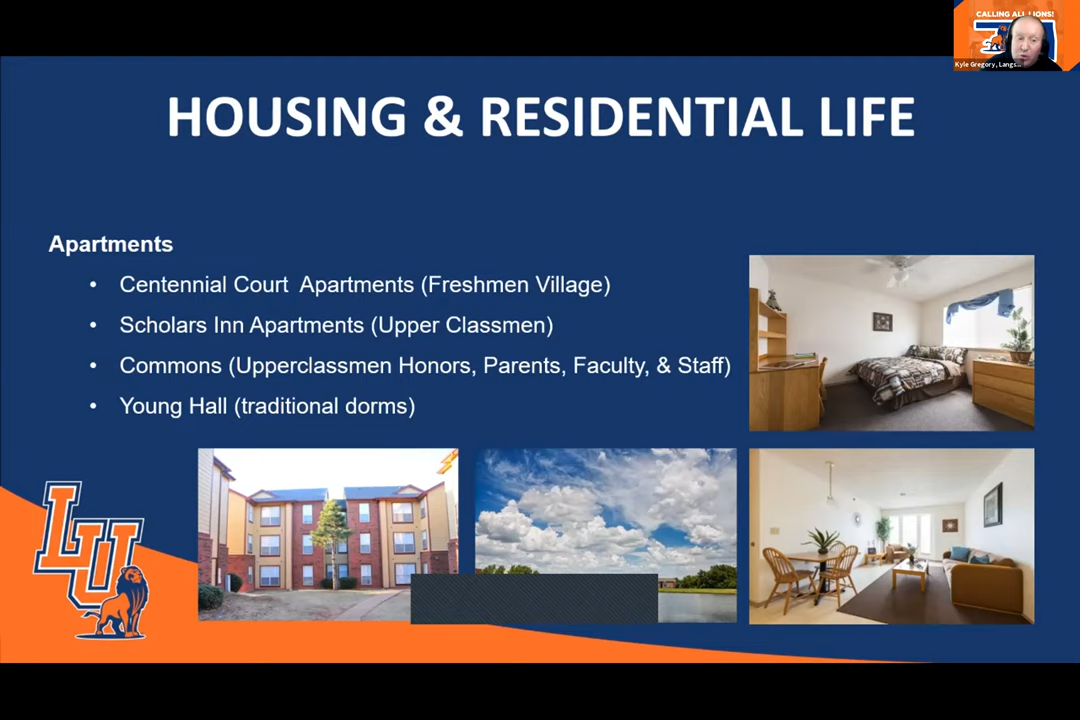 CALLING ALL LIONS!
Kyle Gregory, Langs...
HOUSING & RESIDENTIAL LIFE
Apartments
• Centennial Court Apartments (Freshmen Village)
• Scholars Inn Apartments (Upper Classmen)
• Commons (Upperclassmen Honors, Parents, Faculty, & Staff)
• Young Hall (traditional dorms)
LU